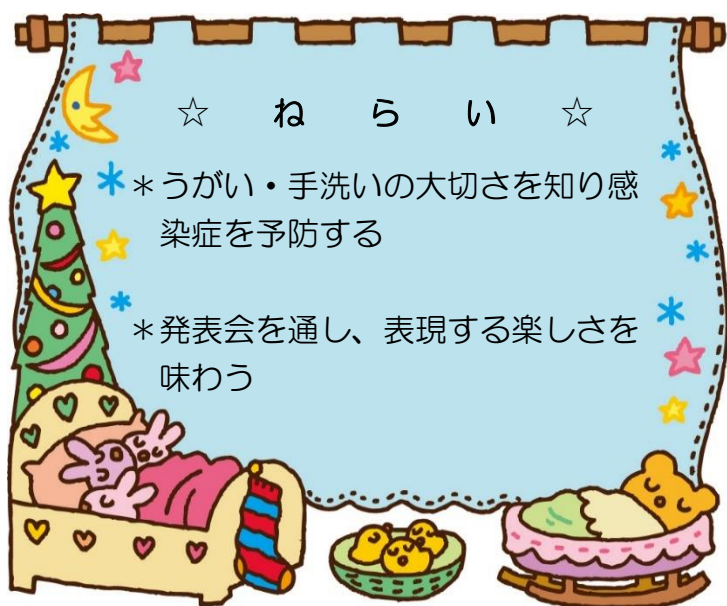 ☆ ね ら い ☆
＊うがい・手洗いの大切さを知り感
染症を予防する
＊発表会を通し、表現する楽しさを
味わう